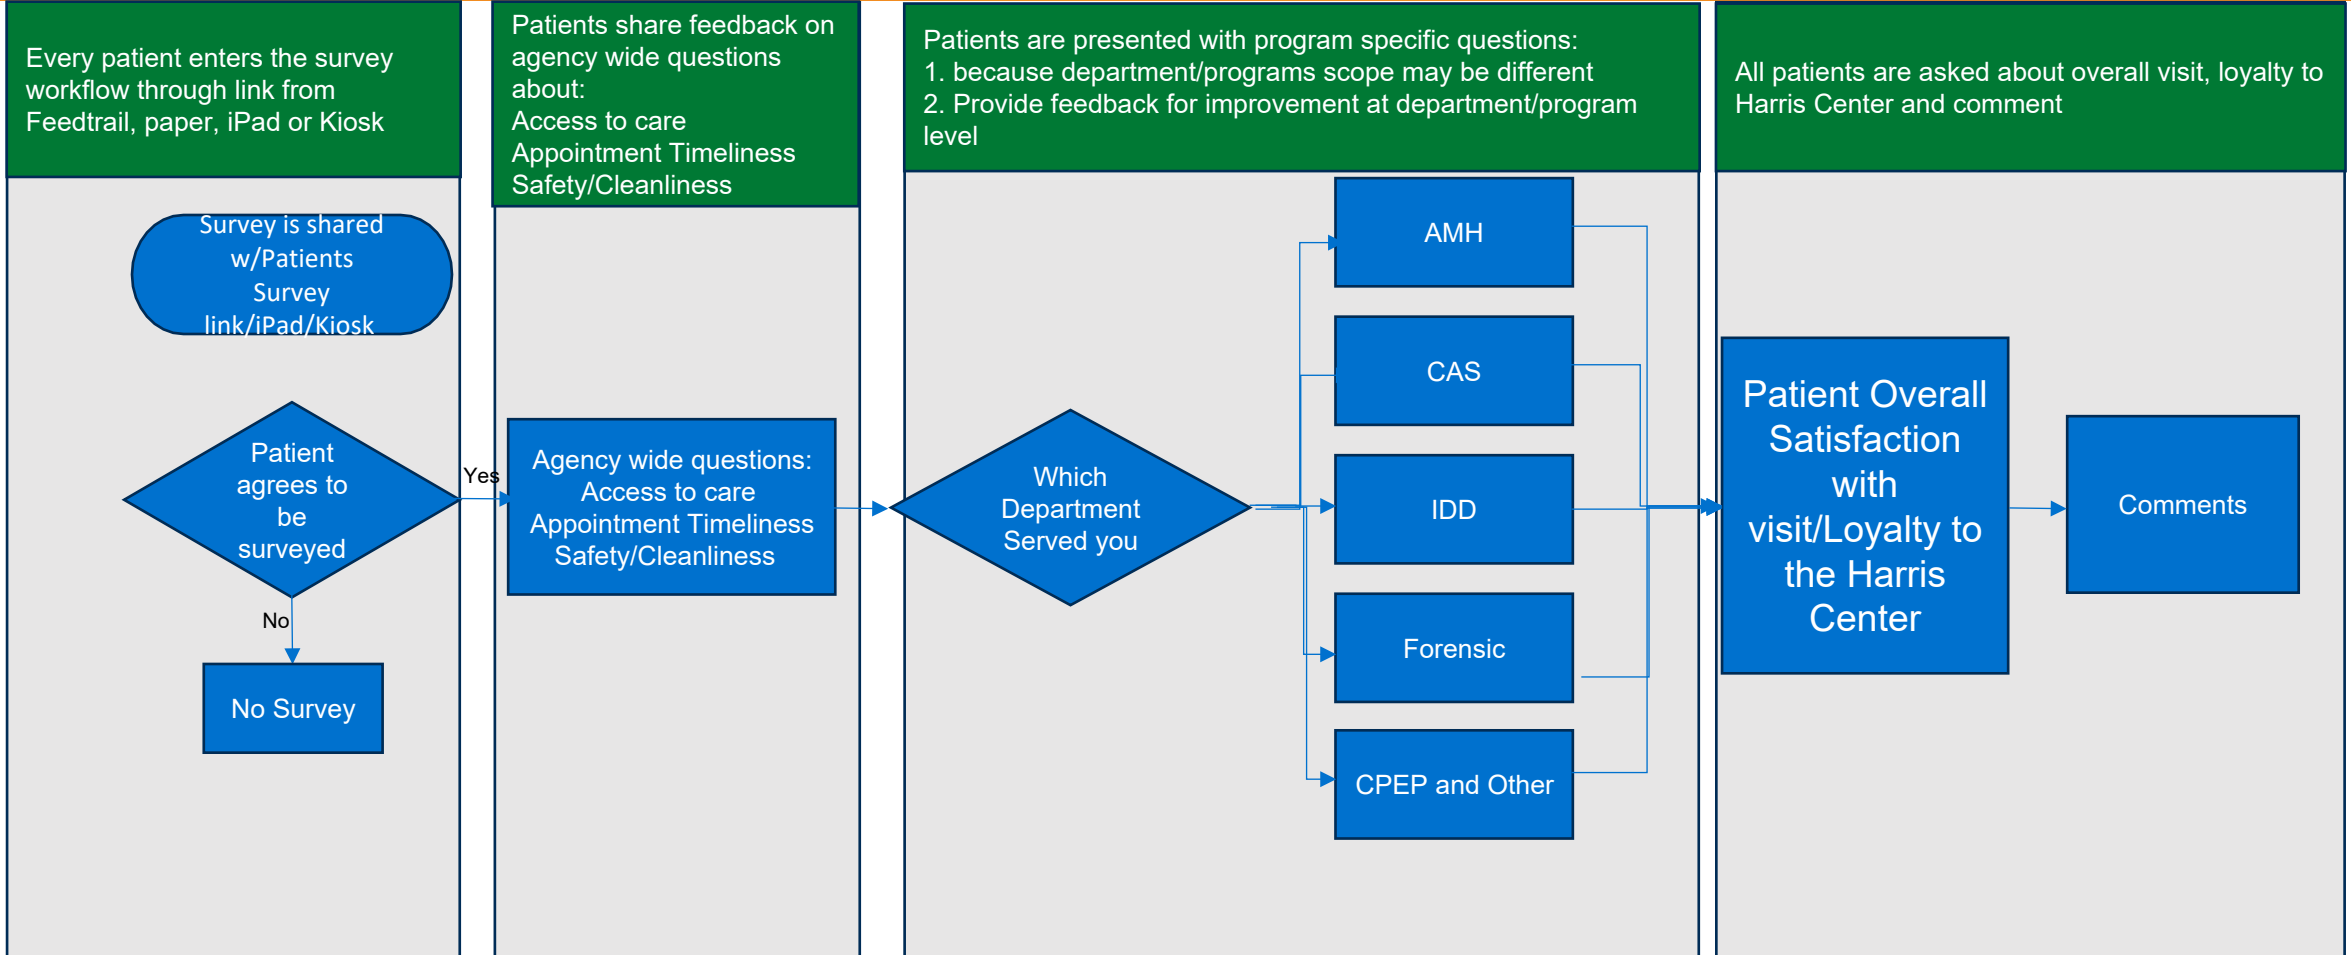 Every patient enters the survey
workflow through link from
Feedtrail, paper, iPad or Kiosk
Patients share feedback on
agency wide questions
about:
Access to care
Appointment Timeliness
Safety/Cleanliness
Patients are presented with program specific questions:
1. because department/programs scope may be different
2. Provide feedback for improvement at department/program
level
All patients are asked about overall visit, loyalty to
Harris Center and comment
Survey is shared
w/Patients
Survey
link/iPad/Kiosk
Patient
agrees to
be
surveyed
Yes
No
No Survey
Agency wide questions:
Access to care
Appointment Timeliness
Safety/Cleanliness
Which
Department
Served you
AMH
CAS
IDD
Forensic
CPEP and Other
Patient Overall
Satisfaction
with
visit/Loyalty to
the Harris
Center
Comments